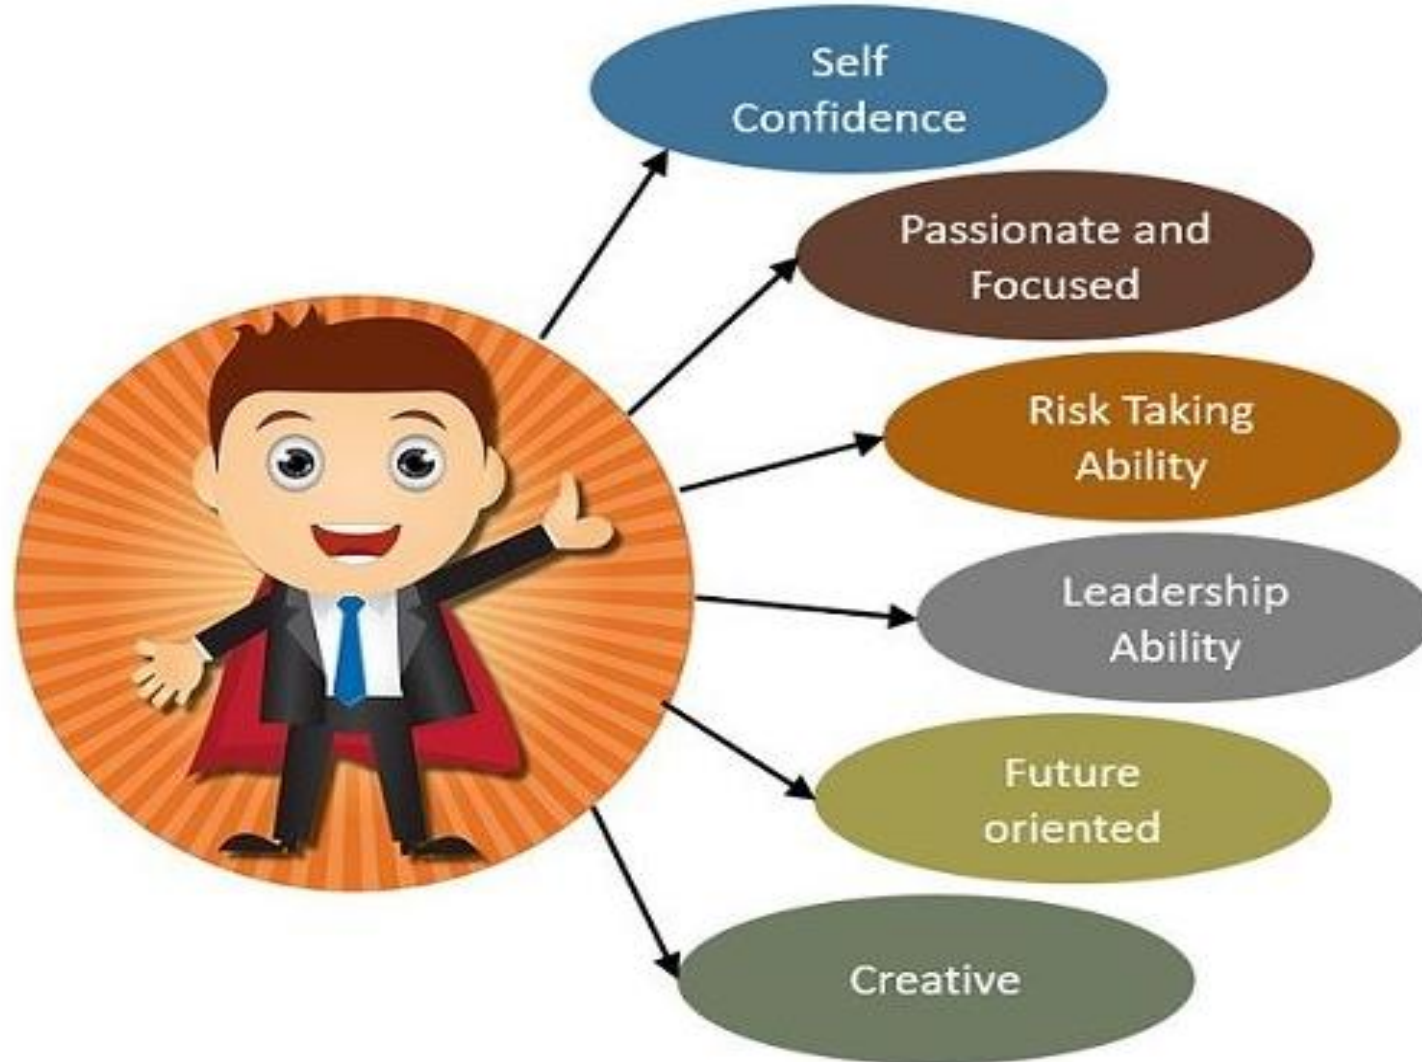 Self
Confidence
Passionate and
Focused
Risk Taking
Ability
Leadership
Ability
Future
oriented
Creative